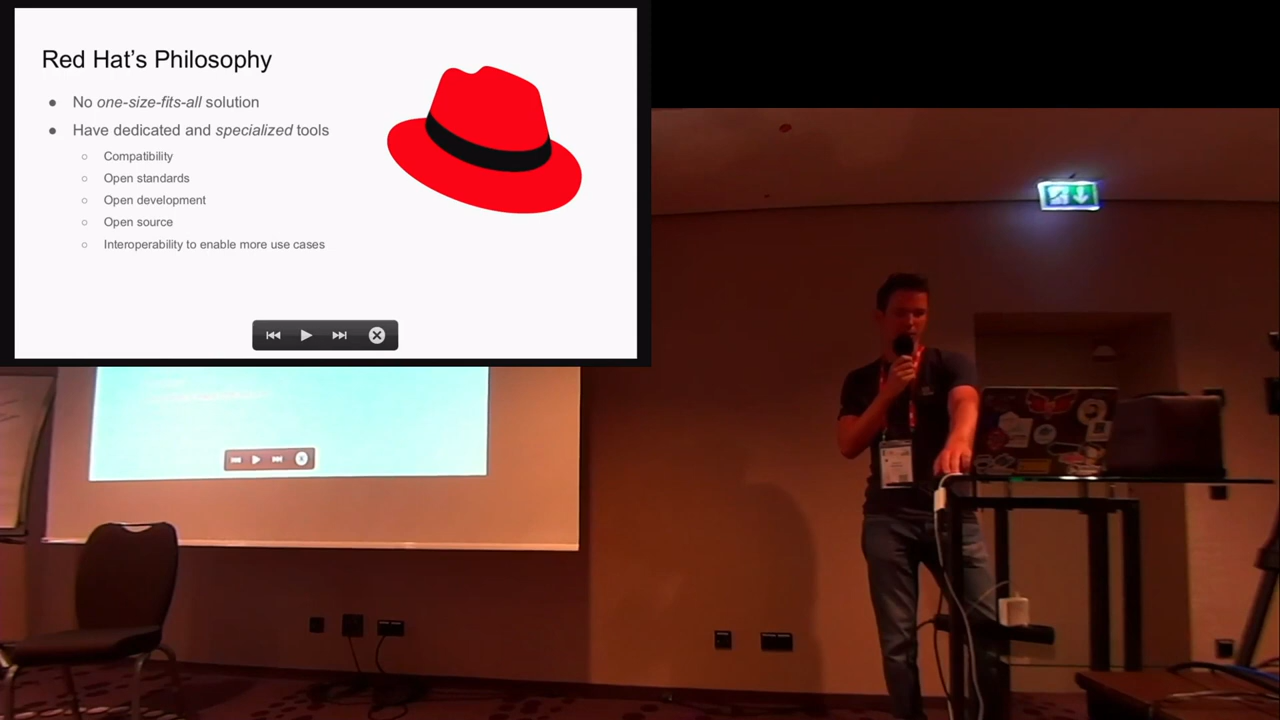 Red Hat's Philosophy
● No one-size-fits-all solution
● Have dedicated and specialized tools
○ Compatibility
○ Open standards
○ Open development
○ Open source
○ Interoperability to enable more use cases